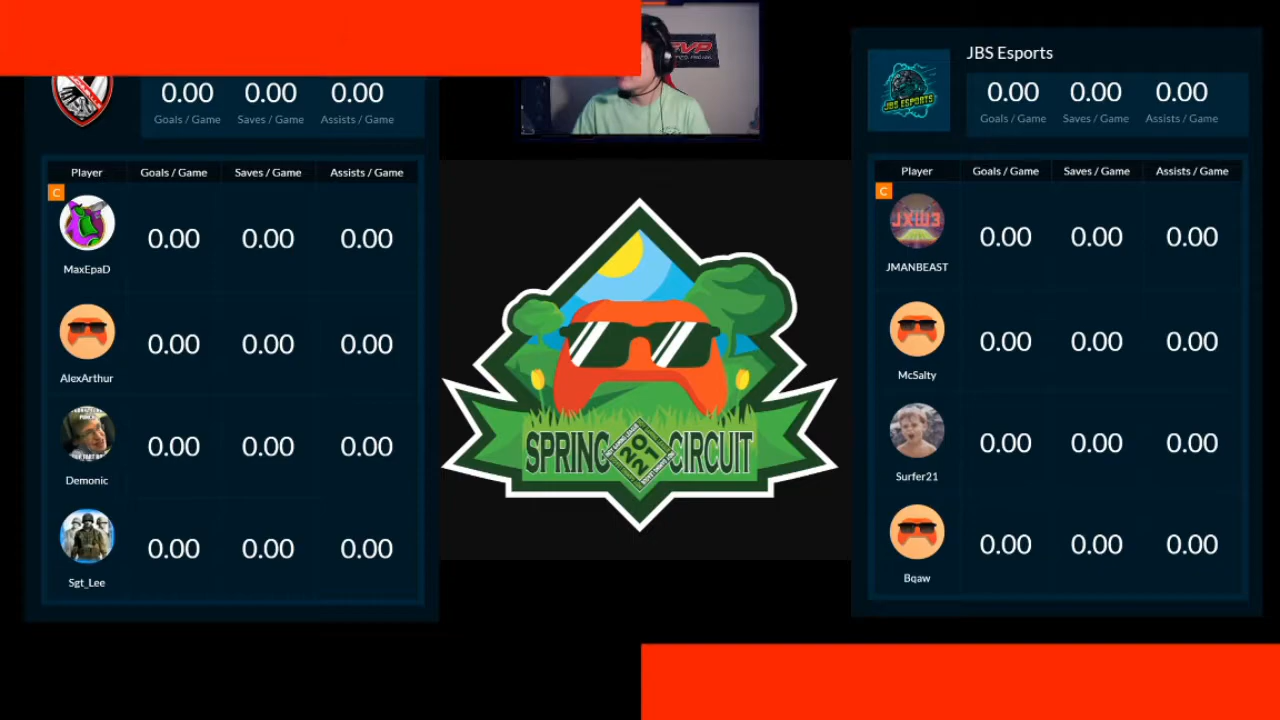 0.00 0.00 0.00
Goals / Game Saves / Game Assists / Game
Player Goals / Game Saves / Game Assists / Game
C
MaxEpaD 0.00 0.00 0.00
AlexArthur 0.00 0.00 0.00
Demonic 0.00 0.00 0.00
Sgt_Lee 0.00 0.00 0.00
SPRING 20 21 CIRCUIT
JBS Esports
JBS ESPORTS
0.00 0.00 0.00
Goals / Game Saves / Game Assists / Game
Player Goals / Game Saves / Game Assists / Game
C
JXW3
JMANBEAST 0.00 0.00 0.00
McSalty 0.00 0.00 0.00
Surfer21 0.00 0.00 0.00
Bqaw 0.00 0.00 0.00